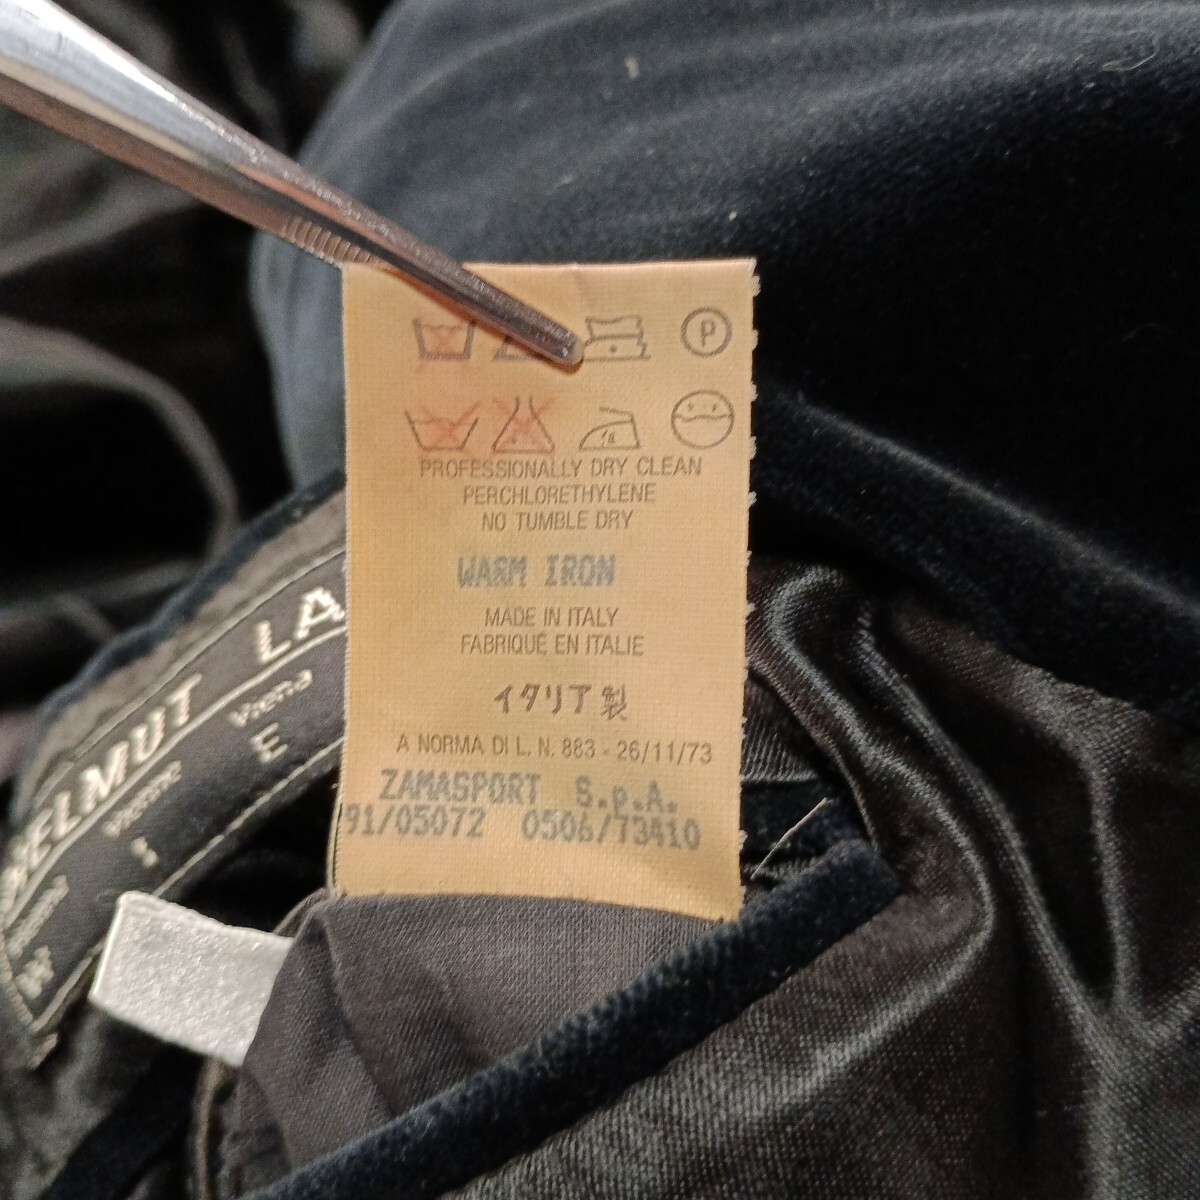 P
PROFESSIONALLY DRY CLEAN
PERCHLORETHYLENE
NO TUMBLE DRY
WARM IRON
MADE IN ITALY
FABRIQUÉ EN ITALIE
イタリア製
A NORMA DI L. N. 883 - 26/11/73
ZAMASPORT S.p.A.
91/05072 0506/73410
HELMUT LA
E